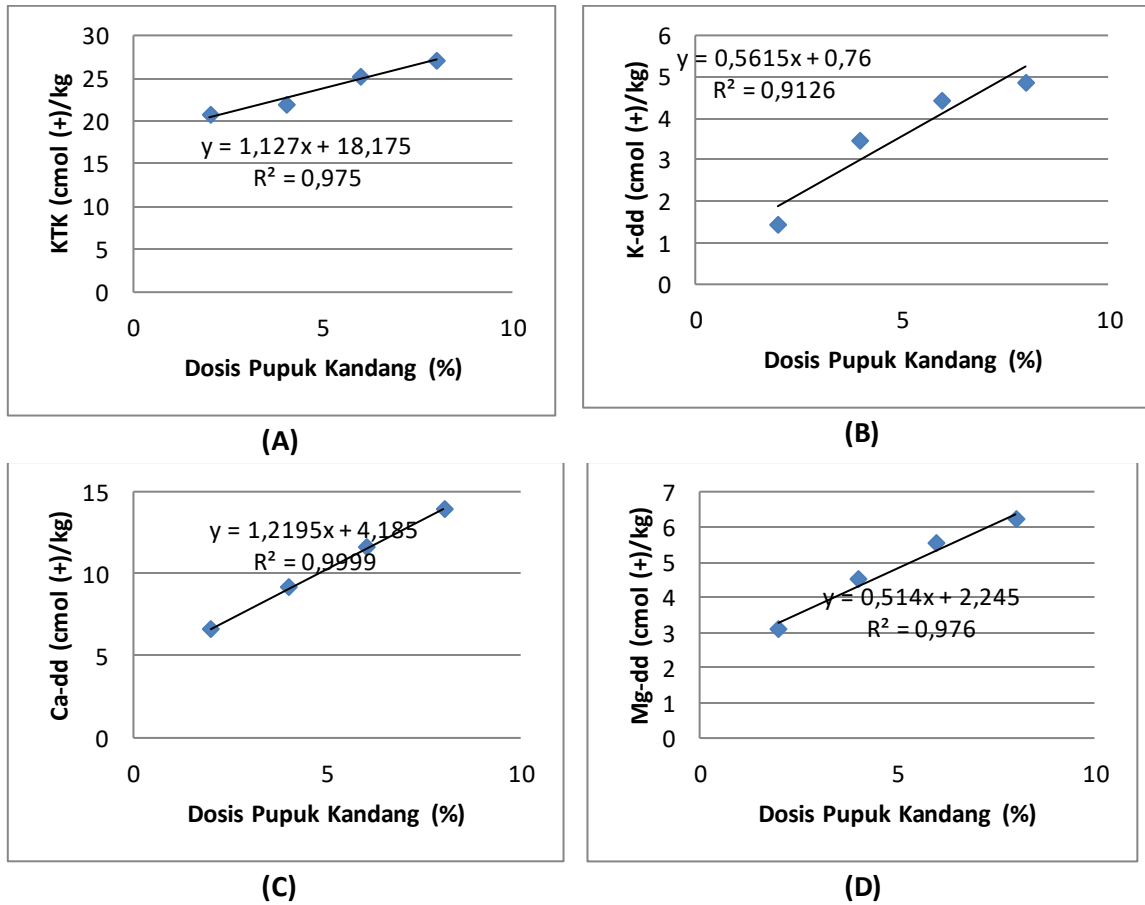 30
25
20
15
10
5
0
KTK (cmol (+)/kg
y = 1,127x + 18,175
R² = 0,975
0 5 10
Dosis Pupuk Kandang (%)
(A)
6
5
4
3
2
1
0
K-dd (cmol (+)/kg)
y = 0,5615x + 0,76
R² = 0,9126
0 5 10
Dosis Pupuk Kandang (%)
(B)
15
10
5
0
Ca-dd (cmol (+)/kg)
y = 1,2195x + 4,185
R² = 0,9999
0 5 10
Dosis Pupuk Kandang (%)
(C)
7
6
5
4
3
2
1
0
Mg-dd (cmol (+)/kg)
y = 0,514x + 2,245
R² = 0,976
0 5 10
Dosis Pupuk Kandang (%)
(D)